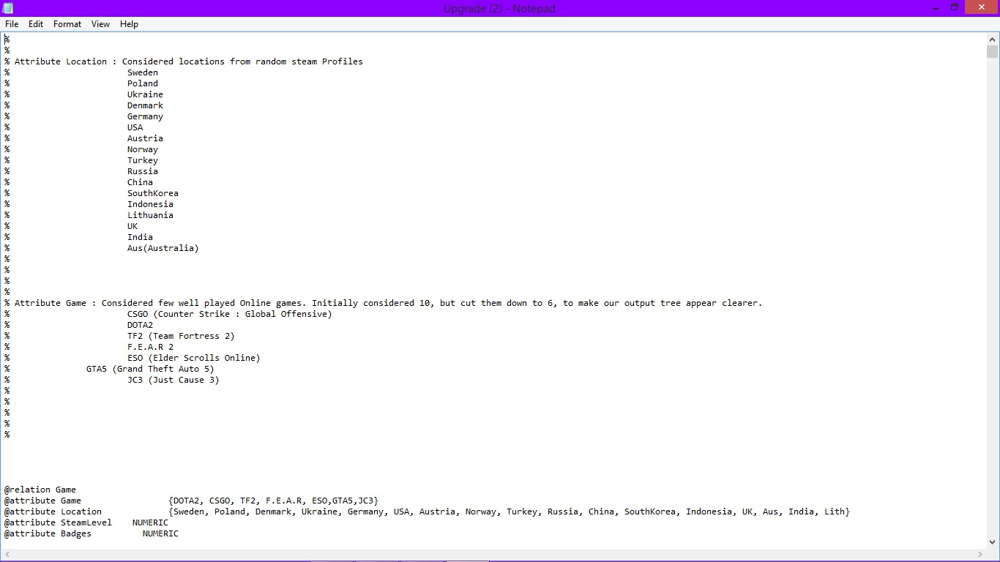 Upgrade (2) - Notepad
File Edit Format View Help
%
%
% Attribute Location : Considered locations from random steam Profiles
% Sweden
% Poland
% Ukraine
% Denmark
% Germany
% USA
% Austria
% Norway
% Turkey
% Russia
% China
% SouthKorea
% Indonesia
% Lithuania
% UK
% India
% Aus(Australia)
%
%
%
%
% Attribute Game : Considered few well played Online games. Initially considered 10, but cut them down to 6, to make our output tree appear clearer.
% CSGO (Counter Strike : Global Offensive)
% DOTA2
% TF2 (Team Fortress 2)
% F.E.A.R 2
% ESO (Elder Scrolls Online)
% GTA5 (Grand Theft Auto 5)
% JC3 (Just Cause 3)
%
%
%
%
%
@relation Game
@attribute Game {DOTA2, CSGO, TF2, F.E.A.R, ESO,GTA5,JC3}
@attribute Location {Sweden, Poland, Denmark, Ukraine, Germany, USA, Austria, Norway, Turkey, Russia, China, SouthKorea, Indonesia, UK, Aus, India, Lith}
@attribute SteamLevel NUMERIC
@attribute Badges NUMERIC